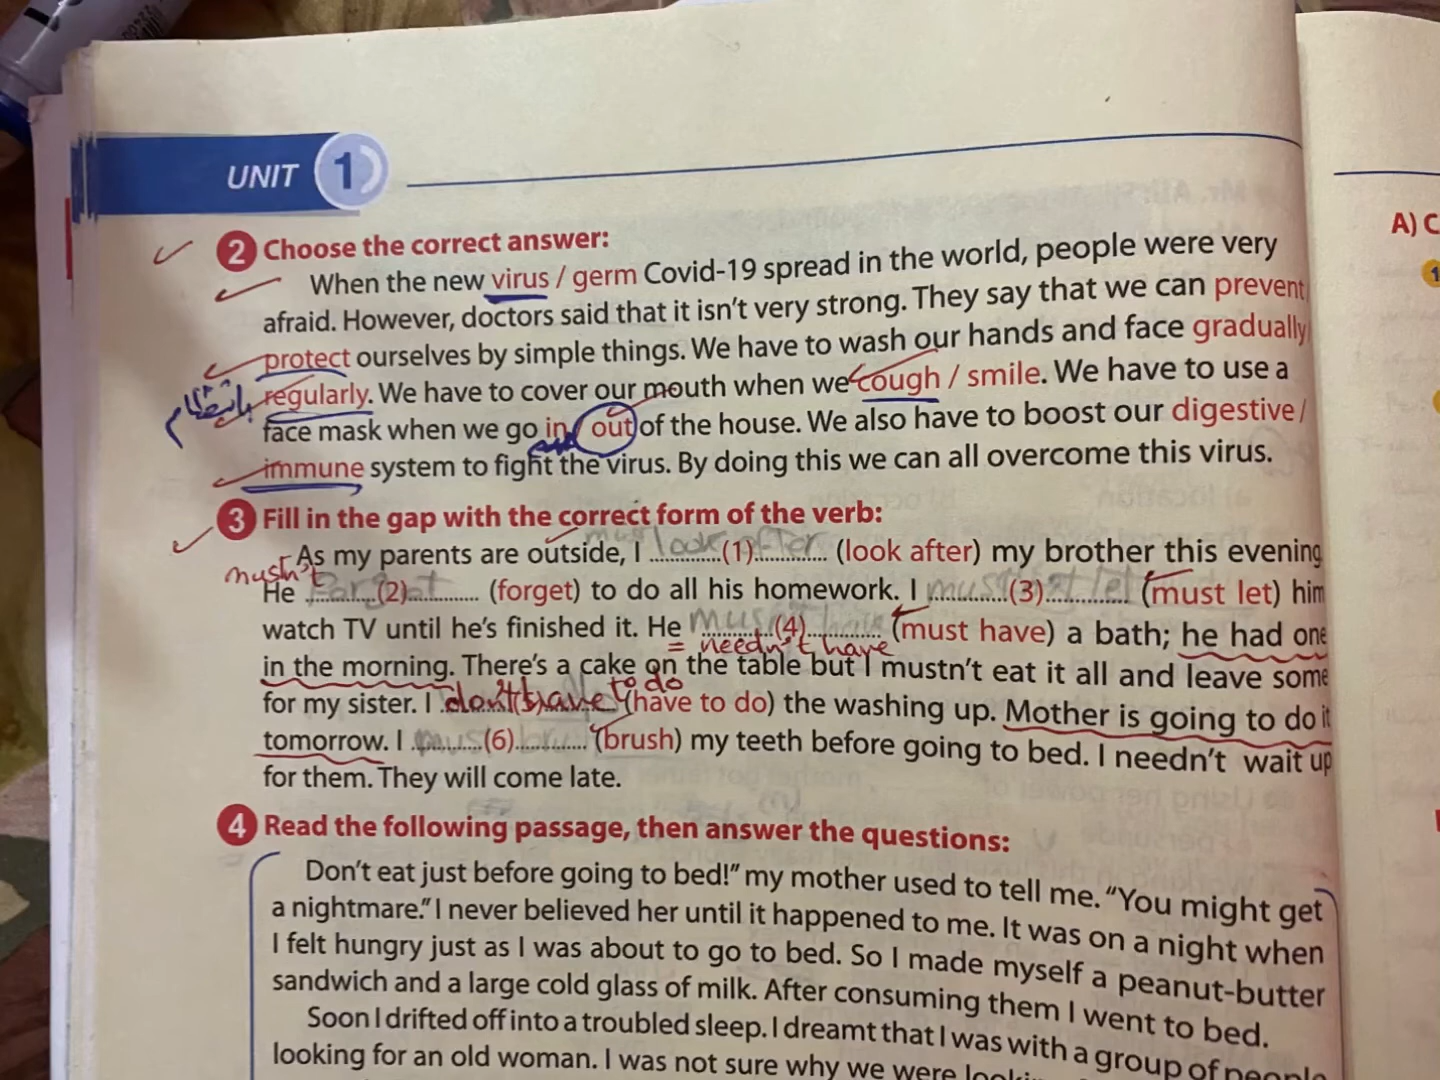 UNIT 1
2 Choose the correct answer:
When the new virus / germ Covid-19 spread in the world, people were very
afraid. However, doctors said that it isn't very strong. They say that we can prevent
protect ourselves by simple things. We have to wash our hands and face gradually
بانتظام regularly. We have to cover our mouth when we cough / smile. We have to use a
face mask when we go in / out of the house. We also have to boost our digestive /
immune system to fight the virus. By doing this we can all overcome this virus.
3 Fill in the gap with the correct form of the verb:
must look after
As my parents are outside, I ............(1)............ (look after) my brother this evening
mustn't forget
He ............(2)............ (forget) to do all his homework. I ............(3)............ (must let) him
watch TV until he's finished it. He ............(4)............ (must have) a bath; he had one
= needn't have
in the morning. There's a cake on the table but I mustn't eat it all and leave some
don't have to do
for my sister. I ............(5)............ (have to do) the washing up. Mother is going to do it
tomorrow. I ............(6)............ (brush) my teeth before going to bed. I needn't wait up
for them. They will come late.
4 Read the following passage, then answer the questions:
Don't eat just before going to bed!" my mother used to tell me. "You might get
a nightmare." I never believed her until it happened to me. It was on a night when
I felt hungry just as I was about to go to bed. So I made myself a peanut-butter
sandwich and a large cold glass of milk. After consuming them I went to bed.
Soon I drifted off into a troubled sleep. I dreamt that I was with a group of people
looking for an old woman. I was not sure why we were
A) C
1